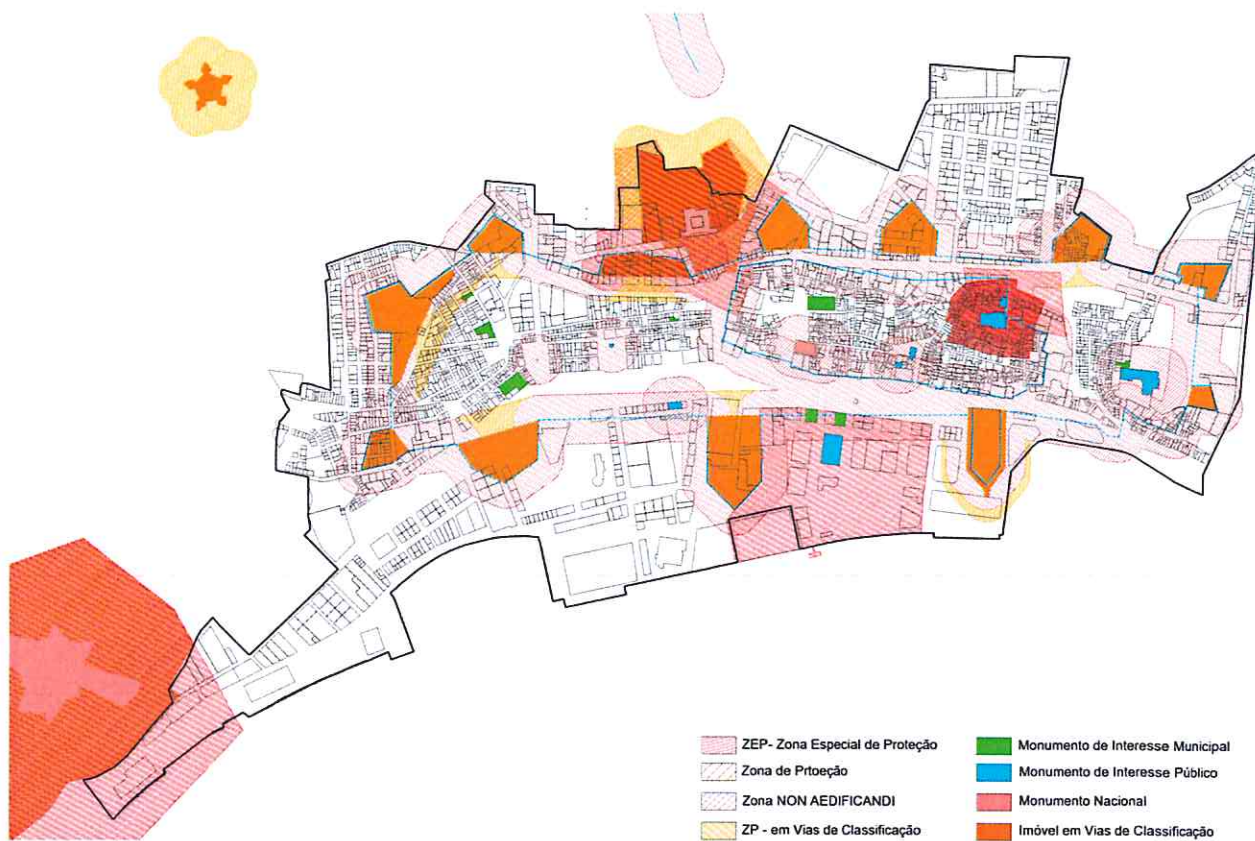 ZEP- Zona Especial de Proteção
Zona de Prtoeção
Zona NON AEDIFICANDI
ZP - em Vias de Classificação
Monumento de Interesse Municipal
Monumento de Interesse Público
Monumento Nacional
Imóvel em Vias de Classificação